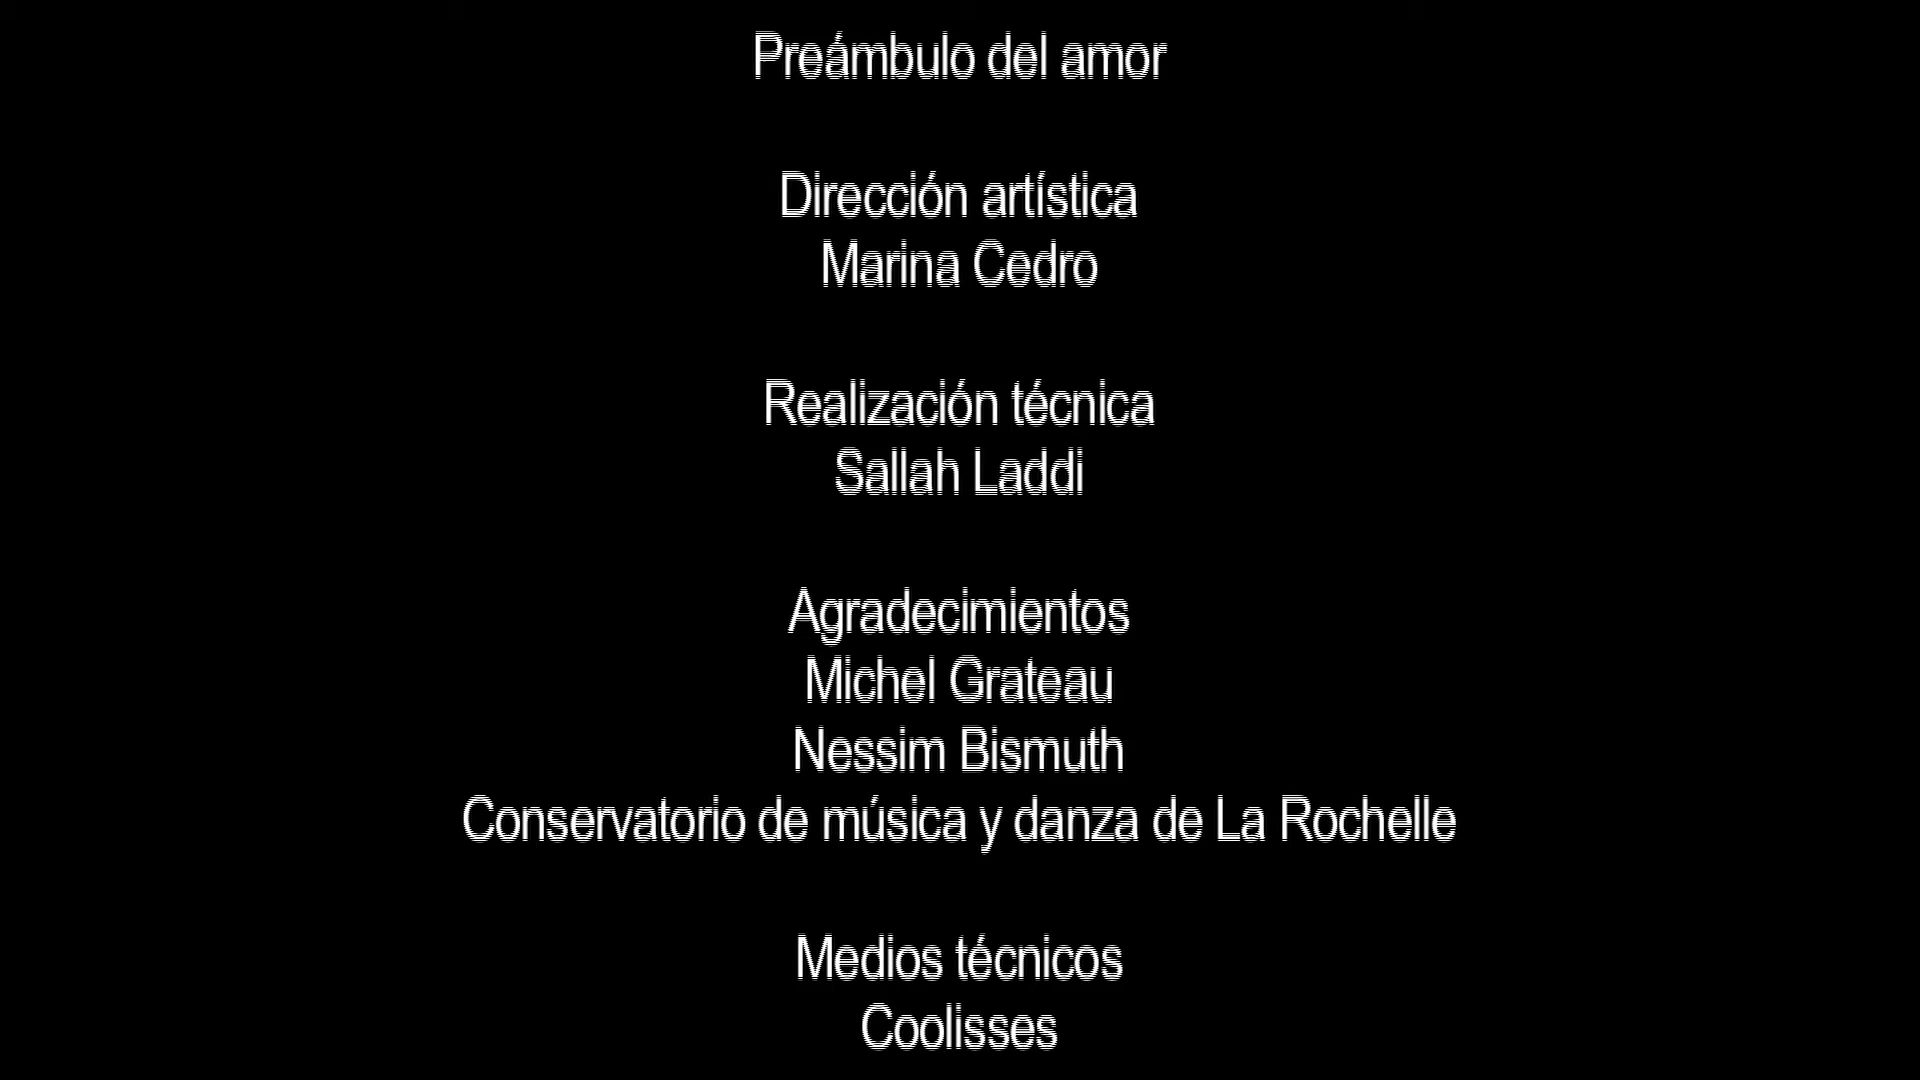 Preámbulo del amor
Dirección artística
Marina Cedro
Realización técnica
Sallah Laddi
Agradecimientos
Michel Grateau
Nessim Bismuth
Conservatorio de música y danza de La Rochelle
Medios técnicos
Coolisses